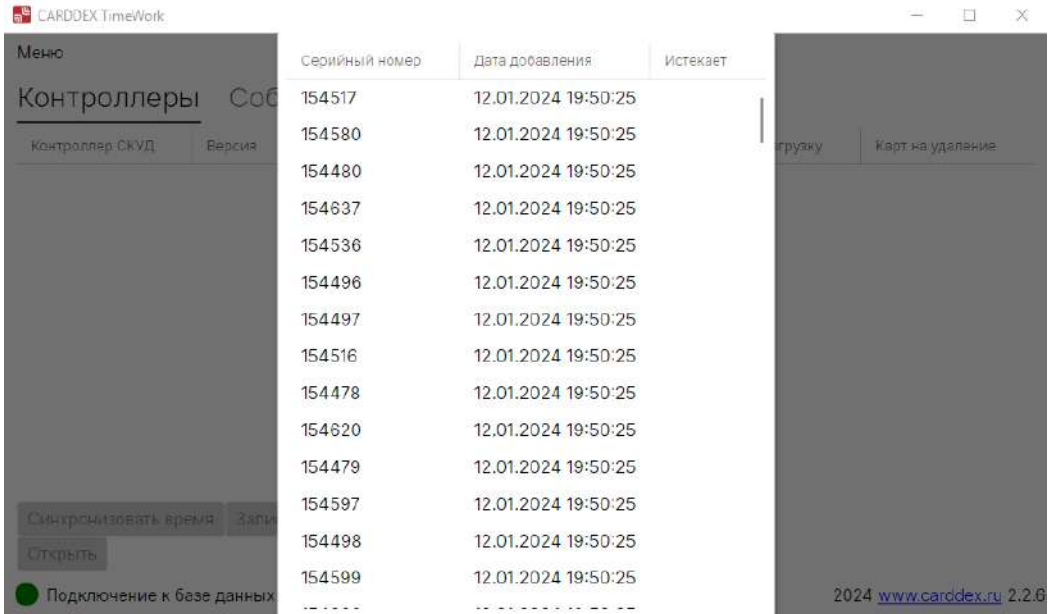 CARDDEX TimeWork
Меню
Контроллеры Соб
Контроллер СКУД Версия грузку Карт на удаление
Серийный номер Дата добавления Истекает
154517 12.01.2024 19:50:25
154580 12.01.2024 19:50:25
154480 12.01.2024 19:50:25
154637 12.01.2024 19:50:25
154536 12.01.2024 19:50:25
154496 12.01.2024 19:50:25
154497 12.01.2024 19:50:25
154516 12.01.2024 19:50:25
154478 12.01.2024 19:50:25
154620 12.01.2024 19:50:25
154479 12.01.2024 19:50:25
154597 12.01.2024 19:50:25
154498 12.01.2024 19:50:25
154599 12.01.2024 19:50:25
Синхронизовать время Запи
Открыть
Подключение к базе данных
2024 www.carddex.ru 2.2.6